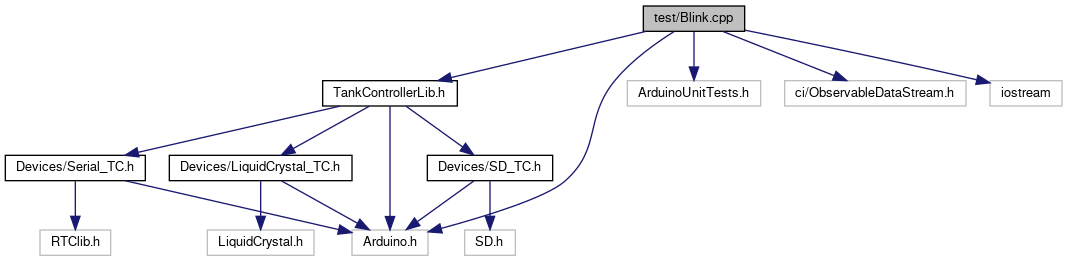 test/Blink.cpp
TankControllerLib.h
ArduinoUnitTests.h
ci/ObservableDataStream.h
iostream
Devices/Serial_TC.h
Devices/LiquidCrystal_TC.h
Devices/SD_TC.h
RTClib.h
LiquidCrystal.h
Arduino.h
SD.h